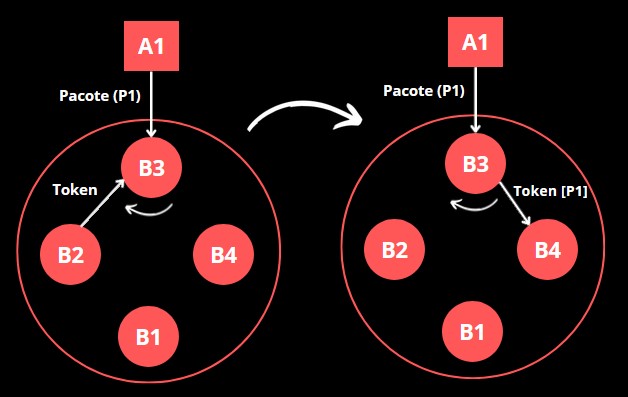 A1
Pacote (P1)
B3
Token
B2
B4
B1
A1
Pacote (P1)
B3
Token [P1]
B2
B4
B1